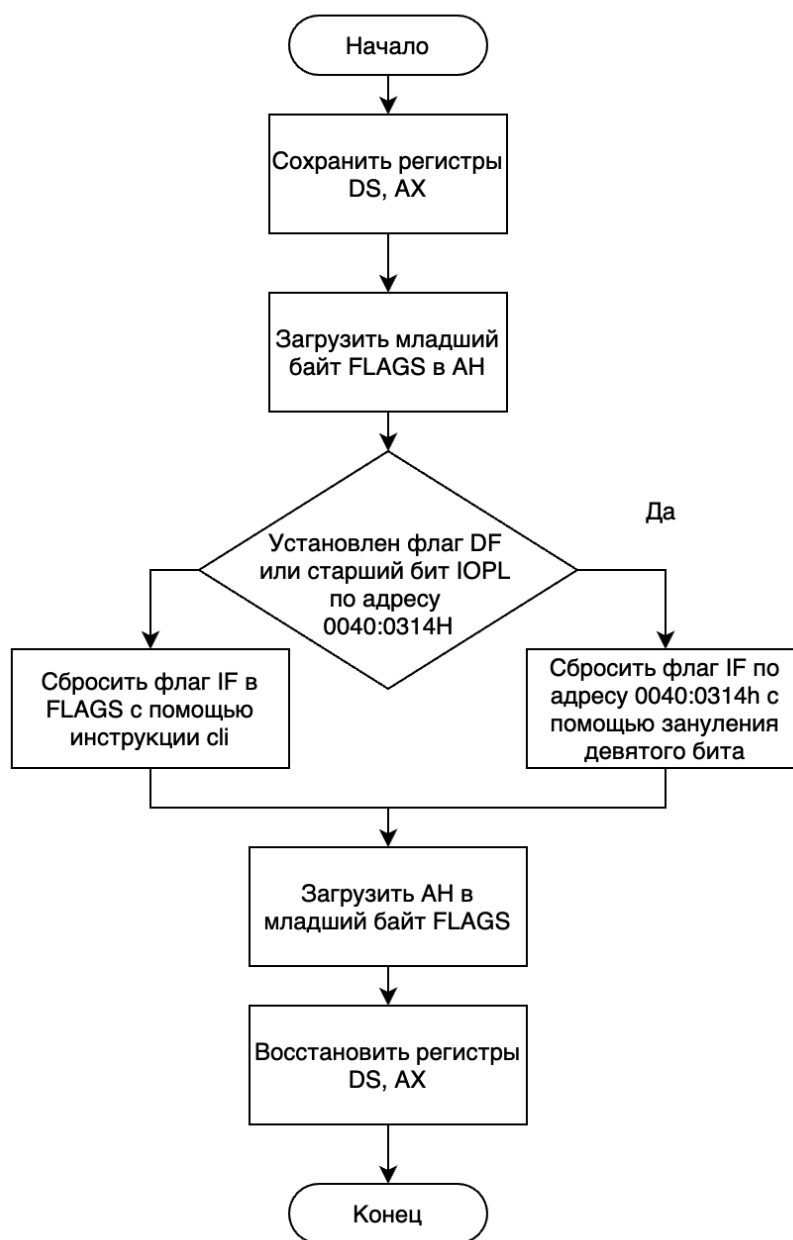 Начало
Сохранить регистры
DS, AX
Загрузить младший
байт FLAGS в AH
Да
Установлен флаг DF
или старший бит IOPL
по адресу
0040:0314H
Сбросить флаг IF в
FLAGS с помощью
инструкции cli
Сбросить флаг IF по
адресу 0040:0314h с
помощью зануления
девятого бита
Загрузить AH в
младший байт FLAGS
Восстановить регистры
DS, AX
Конец